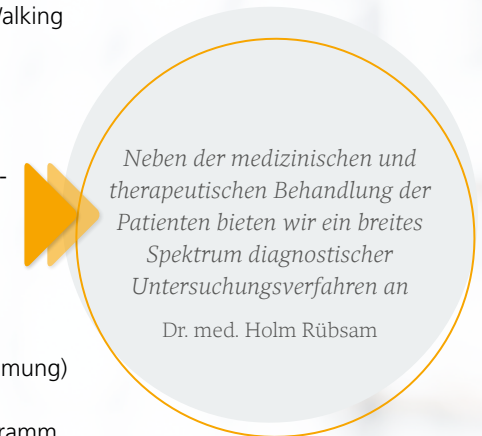 Walking
-
Neben der medizinischen und
therapeutischen Behandlung der
Patienten bieten wir ein breites
Spektrum diagnostischer
Untersuchungsverfahren an
Dr. med. Holm Rübsam
mung)
ramm